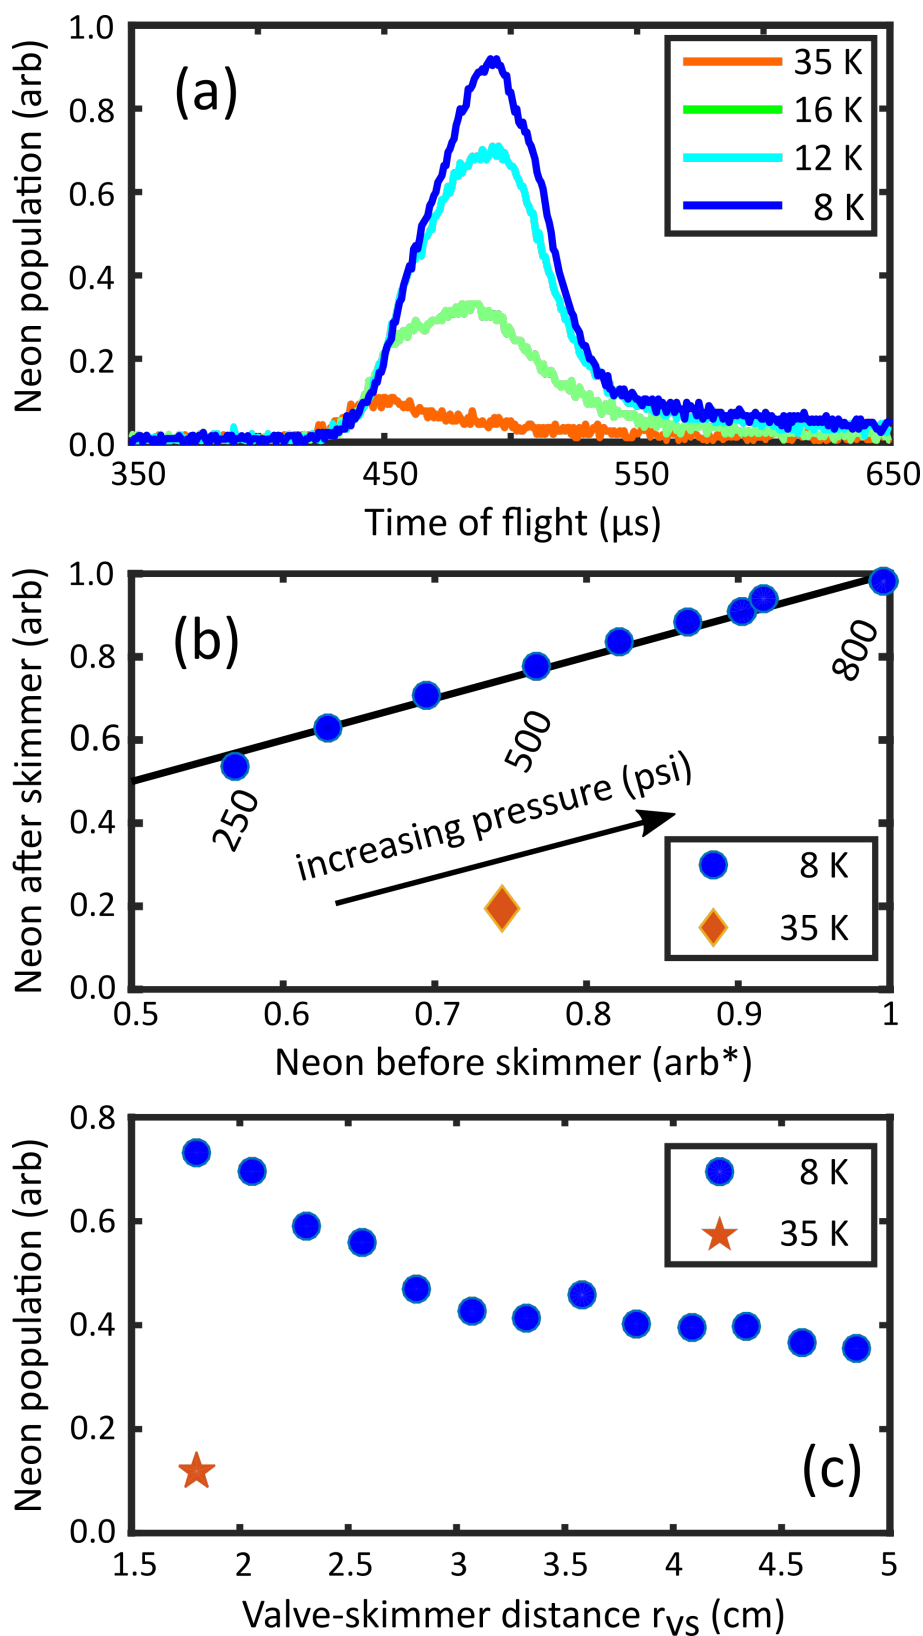 (a)
Neon population (arb)
1.0
0.8
0.6
0.4
0.2
0.0
35 K
16 K
12 K
8 K
350 450 550 650
Time of flight (μs)
(b)
Neon after skimmer (arb)
1.0
0.8
0.6
0.4
0.2
0.0
250
500
800
increasing pressure (psi)
8 K
35 K
0.5 0.6 0.7 0.8 0.9 1
Neon before skimmer (arb*)
Neon population (arb)
0.8
0.6
0.4
0.2
0.0
8 K
35 K
(c)
1.5 2 2.5 3 3.5 4 4.5 5
Valve-skimmer distance rvs (cm)